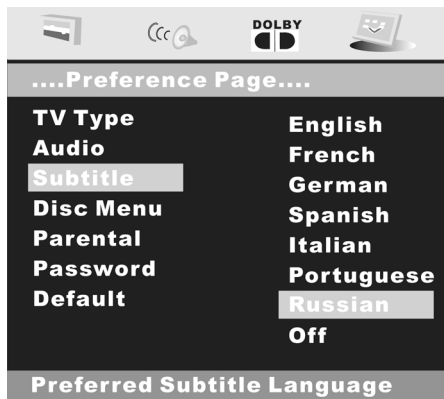 DOLBY
....Preference Page....
TV Type
Audio
Subtitle
Disc Menu
Parental
Password
Default
English
French
German
Spanish
Italian
Portuguese
Russian
Off
Preferred Subtitle Language